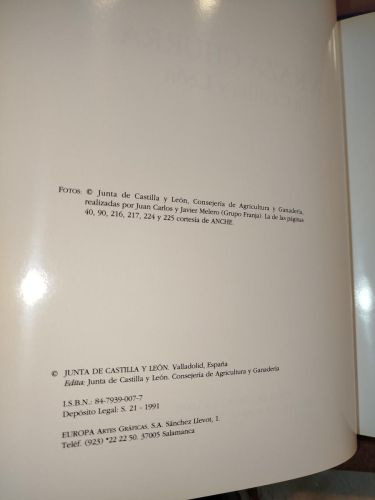 FOTOS: © Junta de Castilla y León, Consejería de Agricultura y Ganadería,
realizadas por Juan Carlos y Javier Melero (Grupo Franja). La de las páginas
40, 90, 216, 217, 224 y 225 cortesía de ANCHE.
© JUNTA DE CASTILLA Y LEÓN. Valladolid, España
Edita: Junta de Castilla y León. Consejería de Agricultura y Ganadería
I.S.B.N.: 84-7939-007-7
Depósito Legal: S. 21 - 1991
EUROPA ARTES GRÁFICAS, S.A. Sánchez Llevot, 1.
Teléf. (923) *22 22 50. 37005 Salamanca